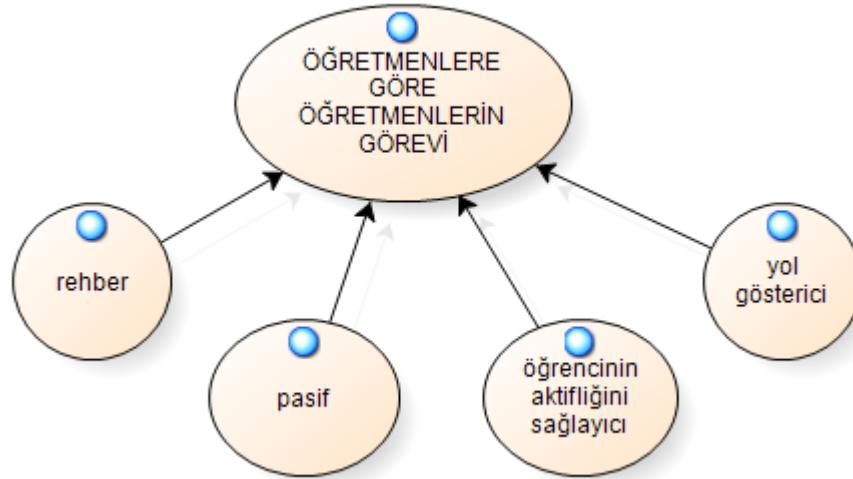 ÖĞRETMENLERE
GÖRE
ÖĞRETMENLERİN
GÖREVİ
rehber
pasif
öğrencinin
aktifliğini
sağlayıcı
yol
gösterici